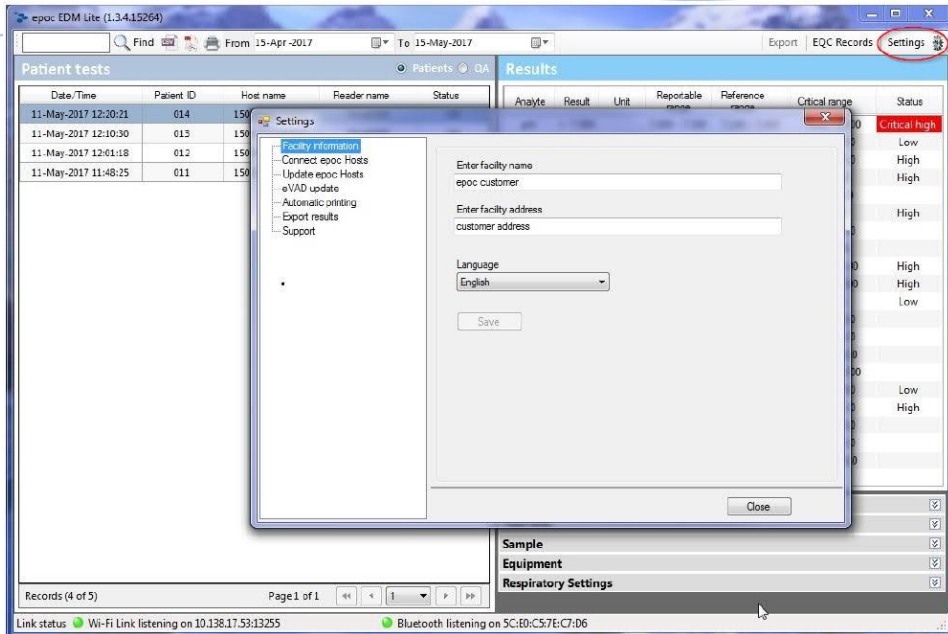 epoc EDM Lite (1.3.4.15264)
Find From 15-Apr-2017 To 15-May-2017 Export EQC Records Settings
Patient tests Patients QA Results
Date/Time Patient ID Host name Reader name Status
Analyte Result Unit Reportable range Reference range Critical range Status
11-May-2017 12:20:21 014 150
11-May-2017 12:10:30 013 150
11-May-2017 12:01:18 012 150
11-May-2017 11:48:25 011 150
Critical high
Low
High
High
High
High
High
Low
Low
High
Settings
Facility information
Connect epoc Hosts
Update epoc Hosts
eVAD update
Automatic printing
Export results
Support
Enter facility name
epoc customer
Enter facility address
customer address
Language
English
Save
Close
Sample
Equipment
Respiratory Settings
Records (4 of 5) Page1 of 1 1
Link status Wi-Fi Link listening on 10.138.17.53:13255 Bluetooth listening on 5C:E0:C5:7E:C7:D6